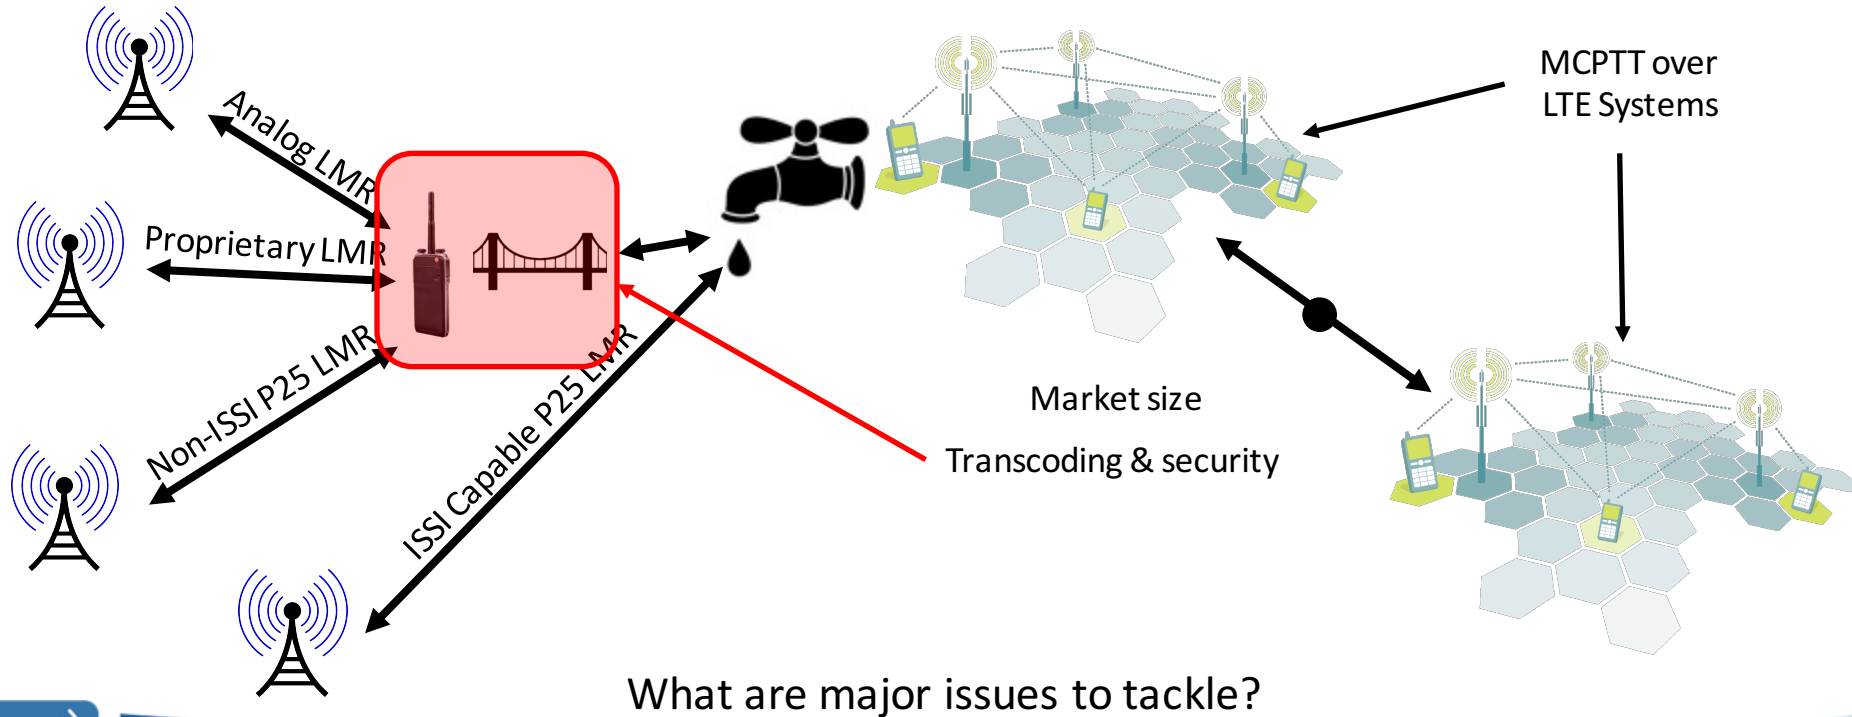 Analog LMR
Proprietary LMR
Non-ISSI P25 LMR
ISSI Capable P25 LMR
MCPTT over
LTE Systems
Market size
Transcoding & security
What are major issues to tackle?